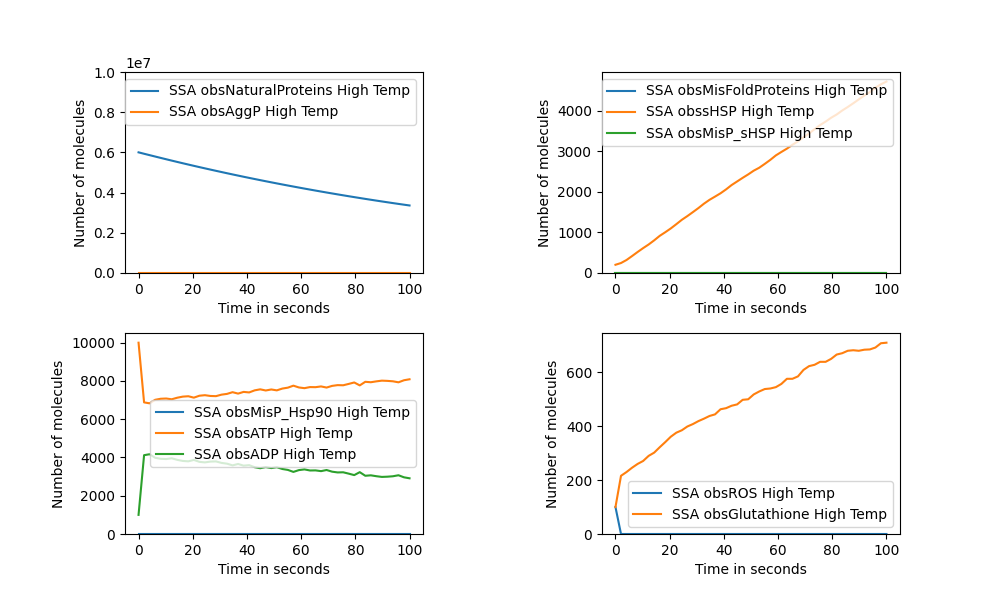 1e7
1.0
0.8
0.6
0.4
0.2
0.0
Number of molecules
SSA obsNaturalProteins High Temp
SSA obsAggP High Temp
0 20 40 60 80 100
Time in seconds
4000
3000
2000
1000
0
Number of molecules
SSA obsMisFoldProteins High Temp
SSA obssHSP High Temp
SSA obsMisP_sHSP High Temp
0 20 40 60 80 100
Time in seconds
10000
8000
6000
4000
2000
0
Number of molecules
SSA obsMisP_Hsp90 High Temp
SSA obsATP High Temp
SSA obsADP High Temp
0 20 40 60 80 100
Time in seconds
600
400
200
0
Number of molecules
SSA obsROS High Temp
SSA obsGlutathione High Temp
0 20 40 60 80 100
Time in seconds